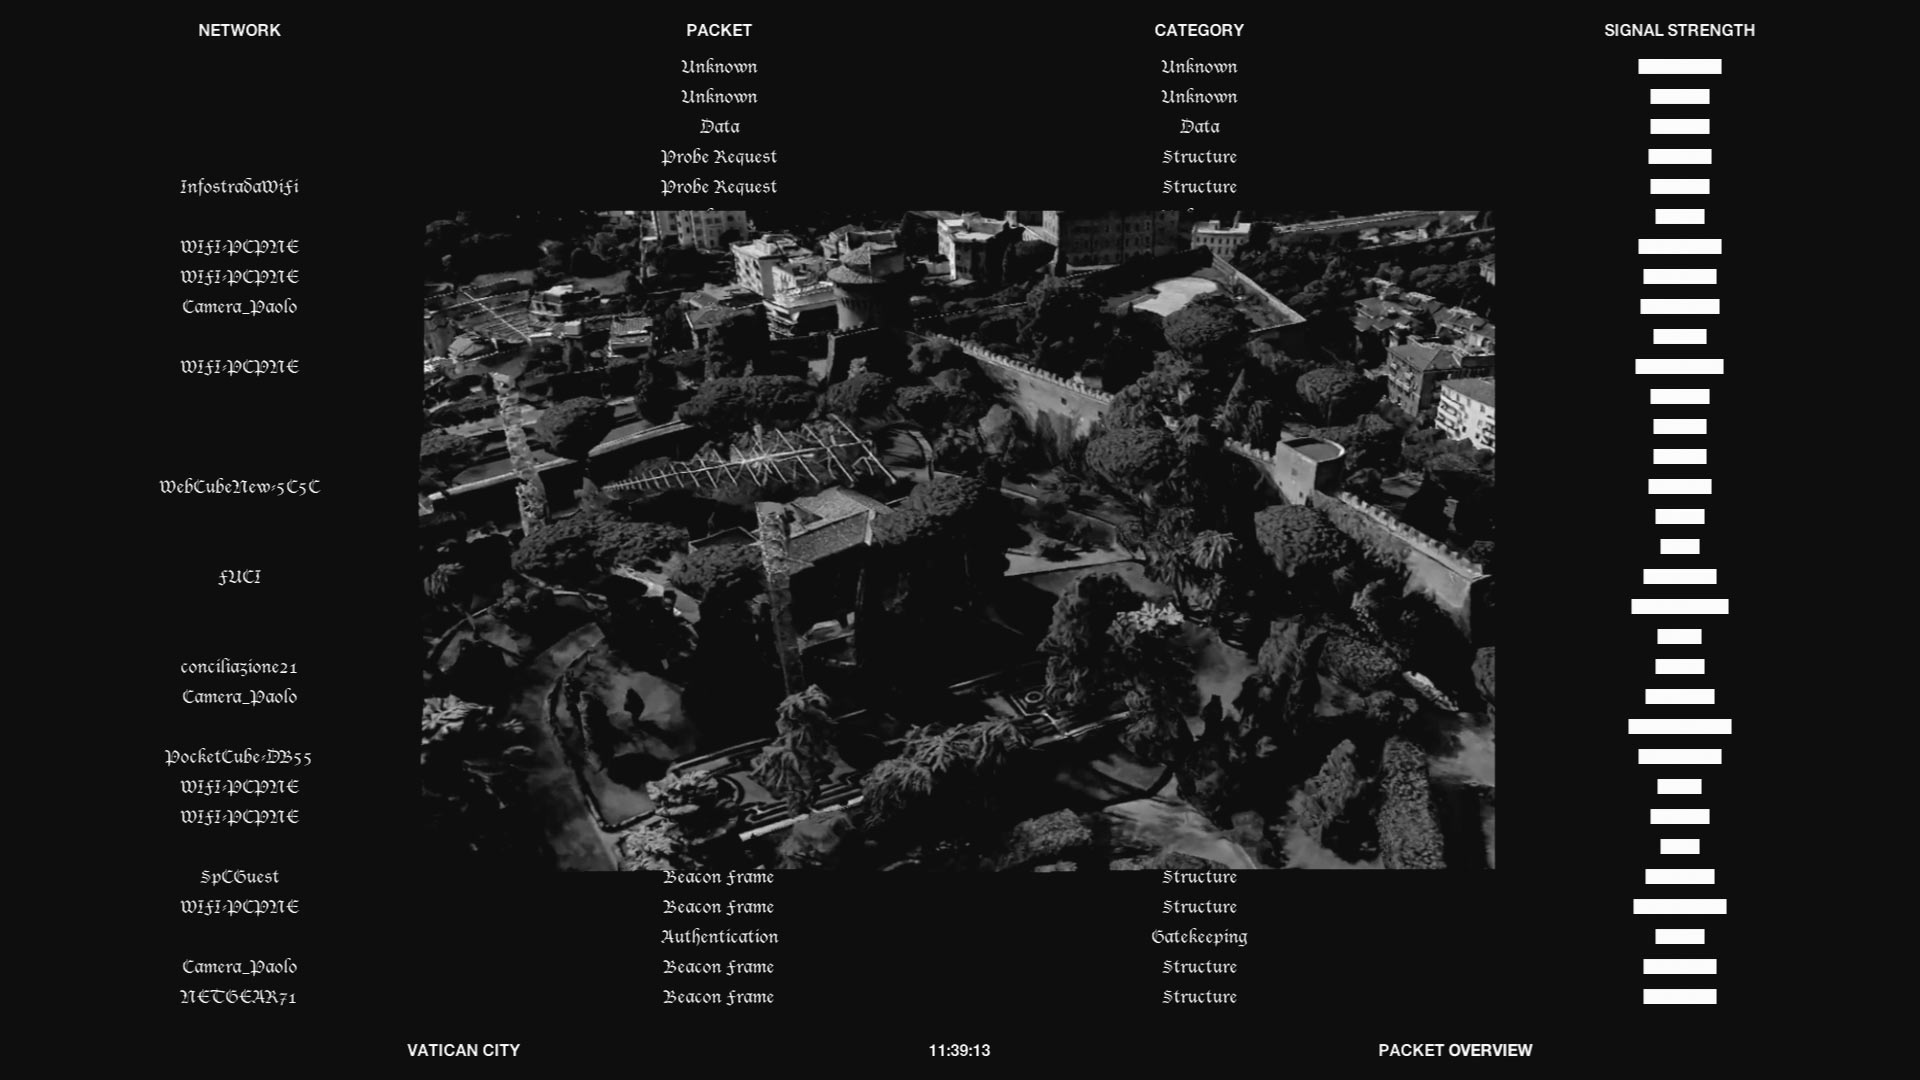 NETWORK PACKET CATEGORY SIGNAL STRENGTH
Unknown Unknown
Unknown Unknown
Data Data
Probe Request Structure
InfostradaWiFi Probe Request Structure
WIFI-PCPNE
WIFI-PCPNE
Camera_Paolo
WIFI-PCPNE
WebCubeNew-5C5C
FUCI
conciliazione21
Camera_Paolo
PocketCube-DB55
WIFI-PCPNE
WIFI-PCPNE
SpCGuest Beacon Frame Structure
WIFI-PCPNE Beacon Frame Structure
Authentication Gatekeeping
Camera_Paolo Beacon Frame Structure
NETGEAR71 Beacon Frame Structure
VATICAN CITY 11:39:13 PACKET OVERVIEW